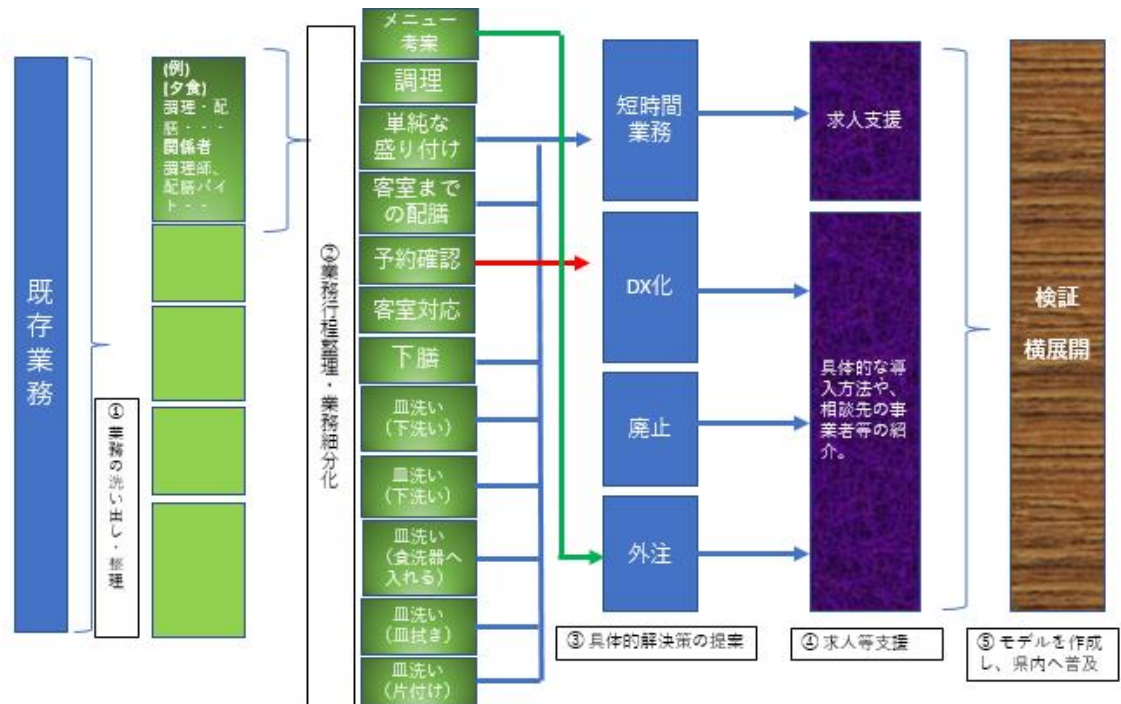 既存業務
①業務の洗い出し・整理
(例)
(夕食)
調理・配
膳・・・
関係者
調理師、
配膳バイ
ト・・
②業務行程整理・業務細分化
メニュー
考案
調理
単純な
盛り付け
客室まで
の配膳
予約確認
客室対応
下膳
皿洗い
(下洗い)
皿洗い
(下洗い)
皿洗い
(食洗器へ
入れる)
皿洗い
(皿拭き)
皿洗い
(片付け)
短時間
業務
DX化
廃止
外注
③具体的解決策の提案
求人支援
具体的な導
入方法や、
相談先の事
業者等の紹
介。
④求人等支援
検証
横展開
⑤モデルを作成
し、県内へ普及